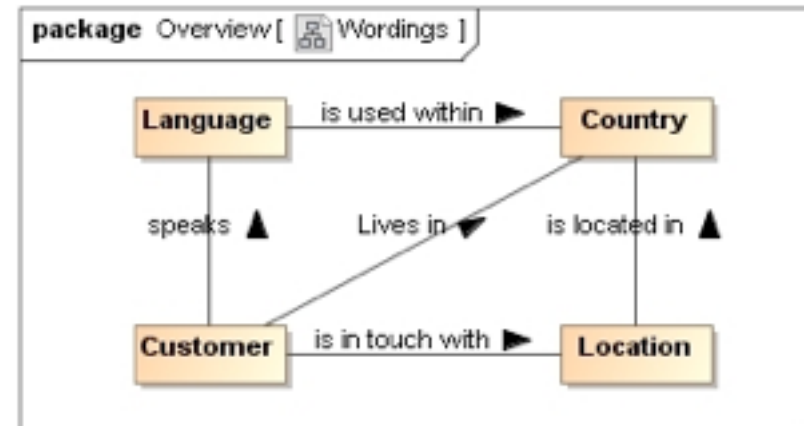 package Overview [ Wordings ]
Language is used within Country
speaks Lives in is located in
Customer is in touch with Location